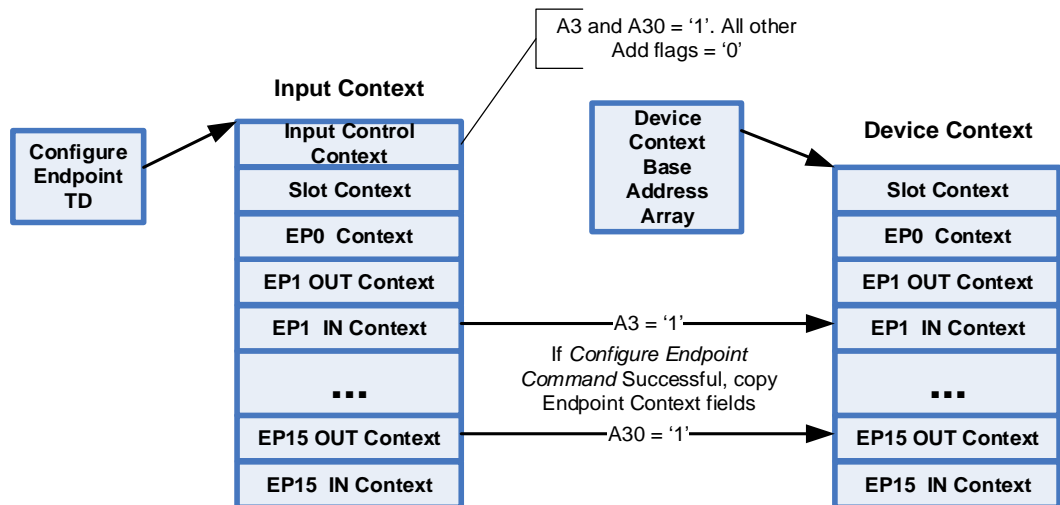 A3 and A30 = ‘1’. All other
Add flags = ‘0’
Input Context
Configure
Endpoint
TD
Input Control
Context
Slot Context
EP0 Context
EP1 OUT Context
EP1 IN Context
...
EP15 OUT Context
EP15 IN Context
A3 = ‘1’
If Configure Endpoint
Command Successful, copy
Endpoint Context fields
A30 = ‘1’
Device
Context
Base
Address
Array
Device Context
Slot Context
EP0 Context
EP1 OUT Context
EP1 IN Context
...
EP15 OUT Context
EP15 IN Context